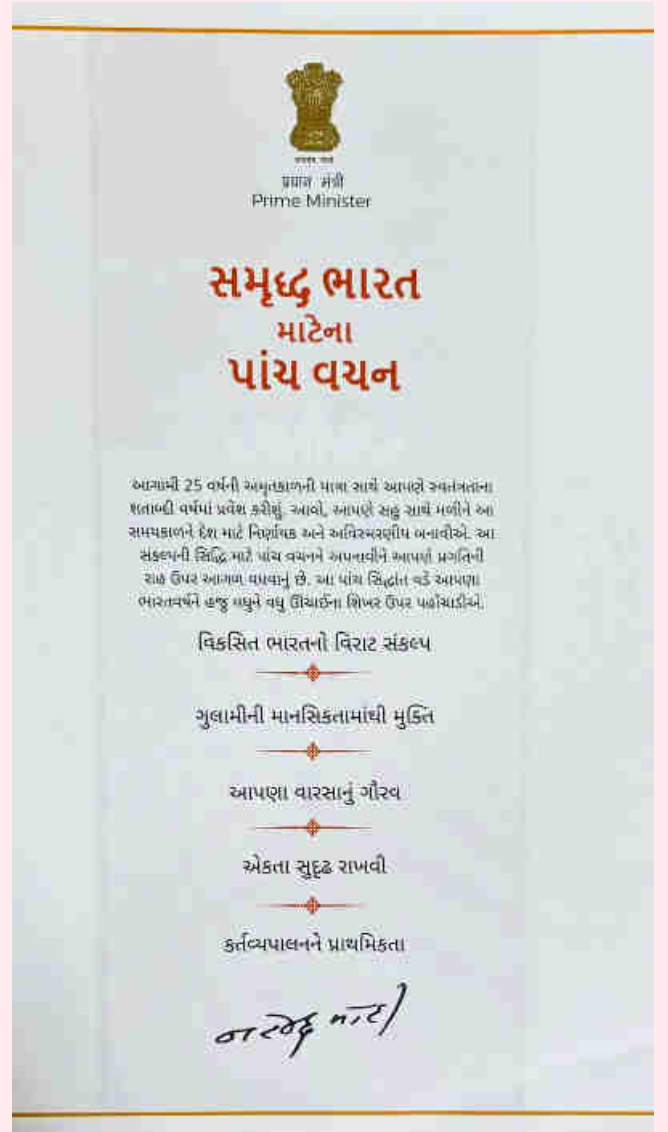 प्रधान मंत्री
Prime Minister
સમૃધ્ધ ભારત
માટેના
પાંચ વચન
આગામી 25 વર્ષની અમૃતકાળની યાત્રા સાથે આપણે સ્વતંત્રતાના
શતાબ્દી વર્ષમાં પ્રવેશ કરીશું. આવો, આપણે સહુ સાથે મળીને આ
સમયકાળને દેશ માટે નિર્ણાયક અને અવિસ્મરણીય બનાવીએ. આ
સંકલ્પની સિદ્ધિ માટે પાંચ વચનને અપનાવીને આપણે પ્રગતિની
રાહ ઉપર આગળ વધવાનું છે. આ પાંચ સિદ્ધાંત વડે આપણા
ભારતવર્ષને હજુ વધુને વધુ ઊંચાઈના શિખર ઉપર પહોંચાડીએ.
વિકસિત ભારતનો વિરાટ સંકલ્પ
ગુલામીની માનસિકતામાંથી મુક્તિ
આપણા વારસાનું ગૌરવ
એકતા સુદૃઢ રાખવી
કર્તવ્યપાલનને પ્રાથમિકતા
નરેન્દ્ર મોદી